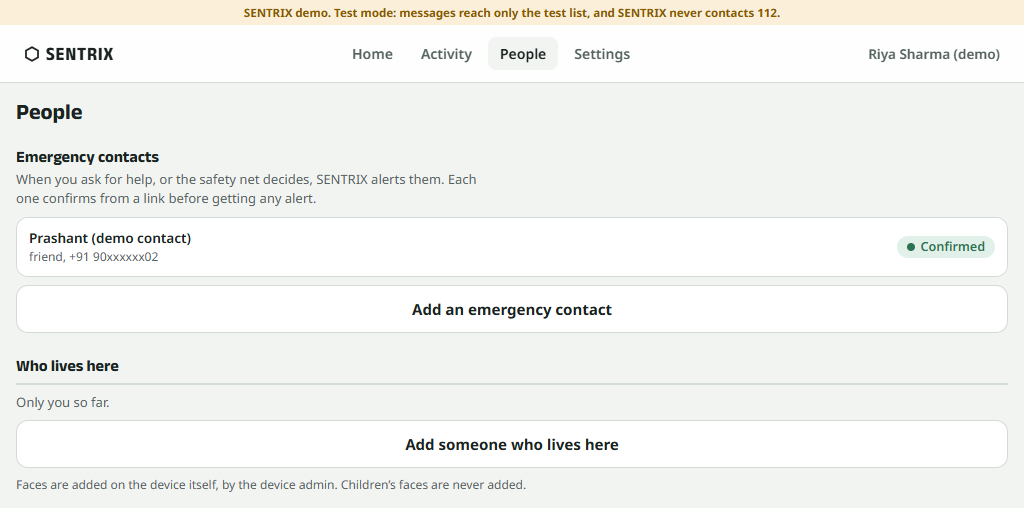 SENTRIX demo. Test mode: messages reach only the test list, and SENTRIX never contacts 112.
SENTRIX
Home
Activity
People
Settings
Riya Sharma (demo)
People
Emergency contacts
When you ask for help, or the safety net decides, SENTRIX alerts them. Each
one confirms from a link before getting any alert.
Prashant (demo contact)
friend, +91 90xxxxxx02
Confirmed
Add an emergency contact
Who lives here
Only you so far.
Add someone who lives here
Faces are added on the device itself, by the device admin. Children’s faces are never added.